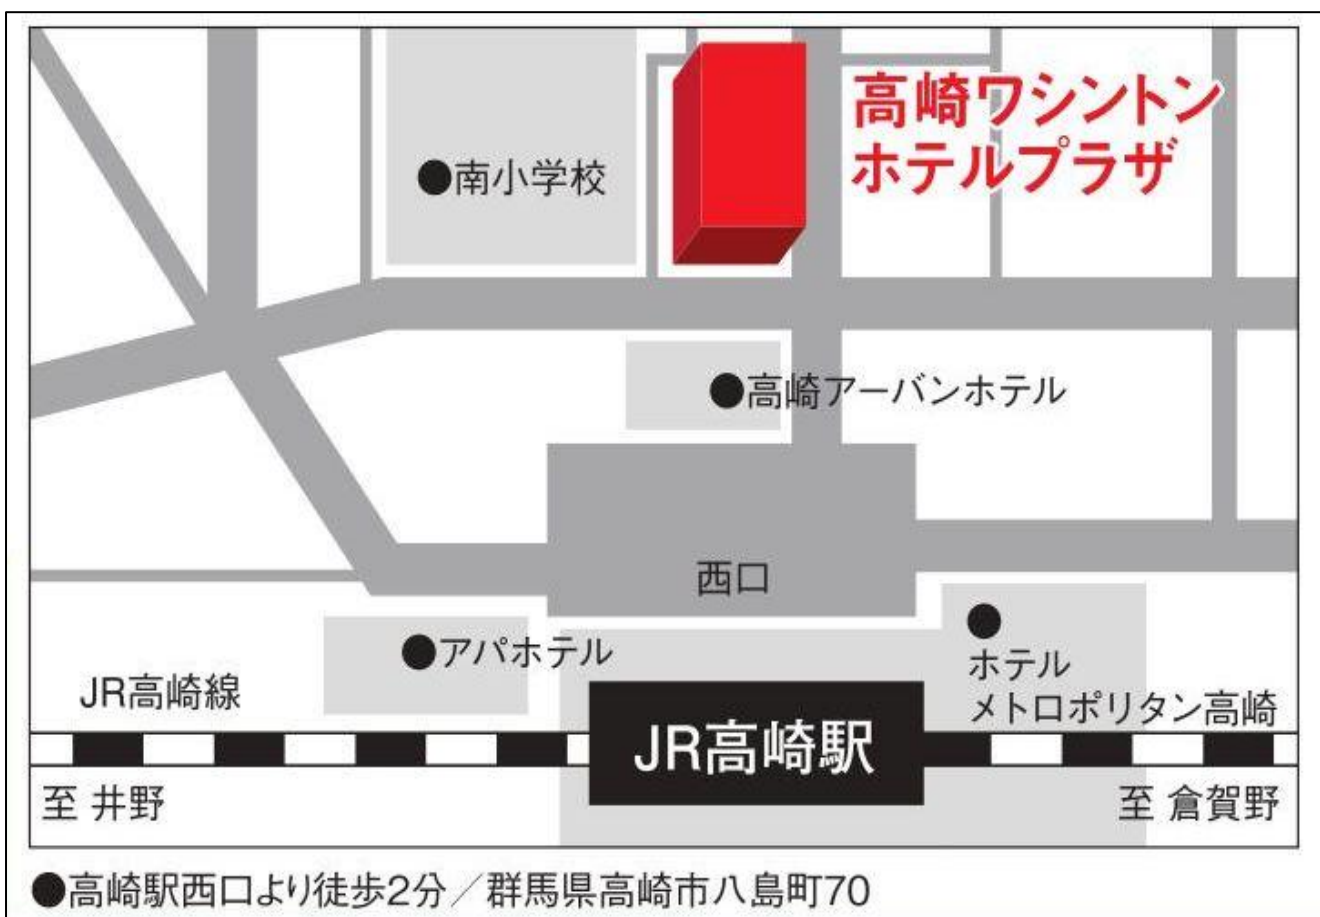 高崎ワシントン
ホテルプラザ
●南小学校
●高崎アーバンホテル
西口
●アパホテル
●
ホテル
メトロポリタン高崎
JR高崎線
JR高崎駅
至 井野
至 倉賀野
●高崎駅西口より徒歩2分／群馬県高崎市八島町70